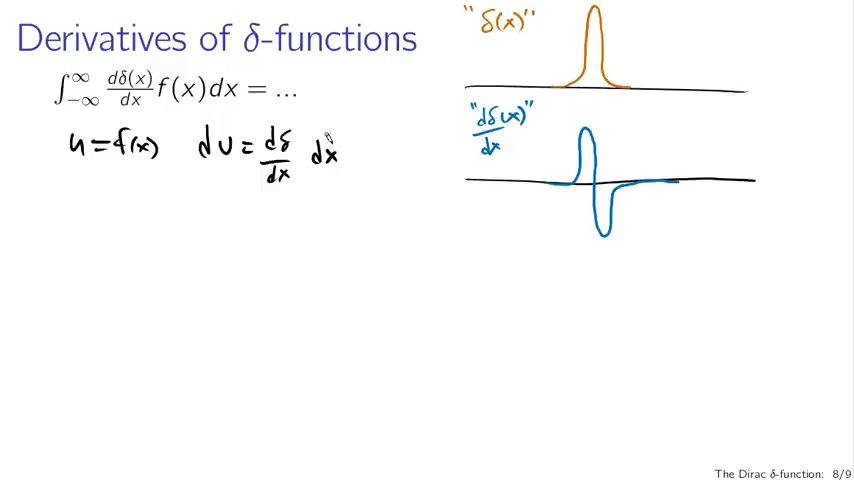 Derivatives of δ-functions
∫_{-∞}^{∞} dδ(x)/dx f(x)dx = ...
u = f(x) dv = dδ/dx dx
"δ(x)"
"dδ(x)"/dx
The Dirac δ-function: 8/9